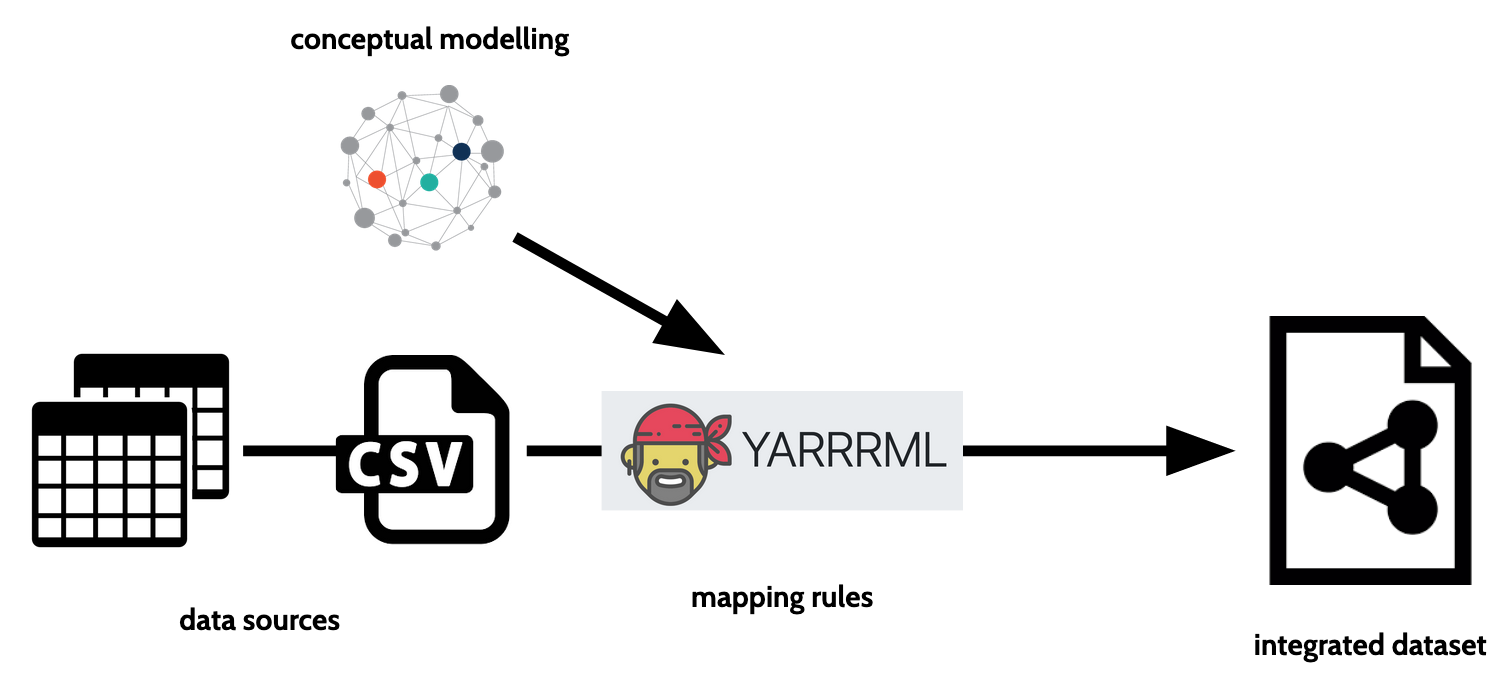 conceptual modelling
CSV
YARRRML
mapping rules
data sources
integrated dataset